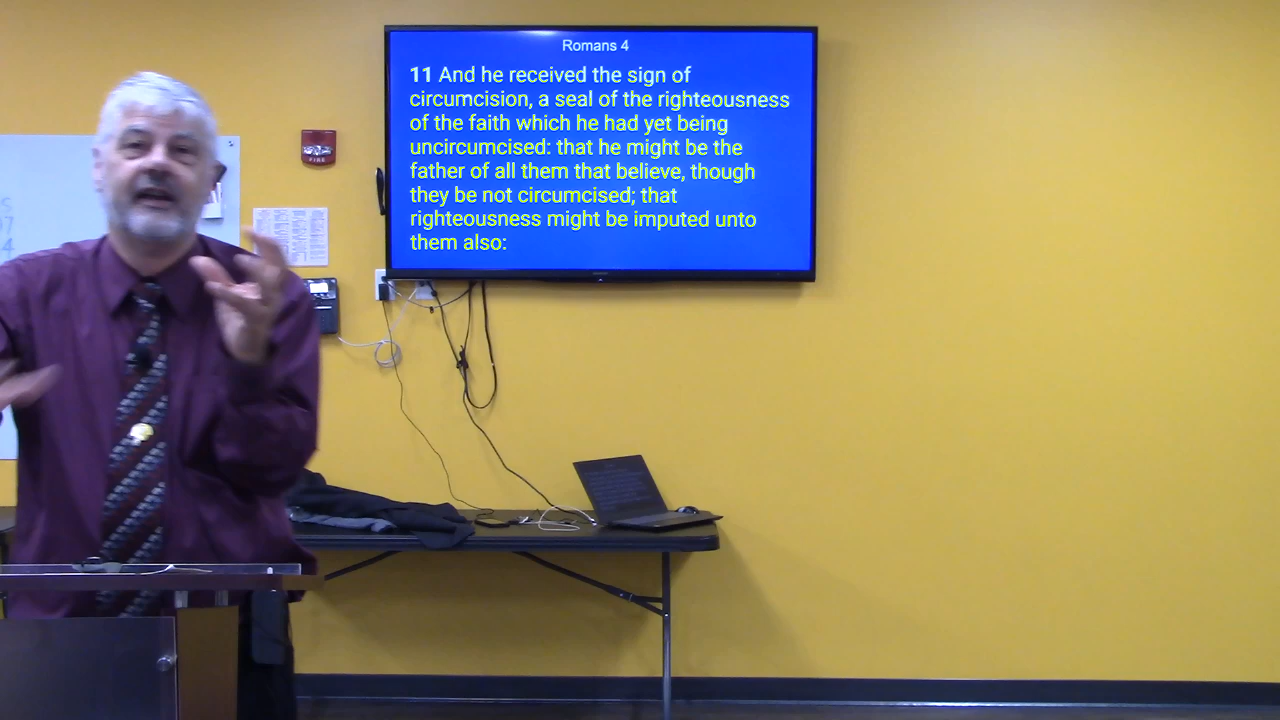 Romans 4
11 And he received the sign of
circumcision, a seal of the righteousness
of the faith which he had yet being
uncircumcised: that he might be the
father of all them that believe, though
they be not circumcised; that
righteousness might be imputed unto
them also:
FIRE